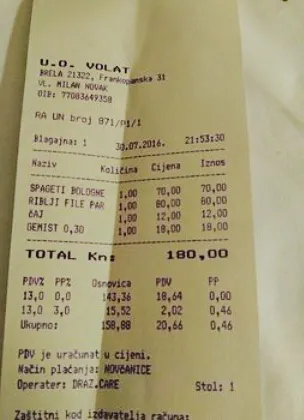 U.O. VOLAT
BRELA 21322, Frankopanska 31
VL. MILAN NOVAK
OIB: 77083649358
RA UN broj 871/P1/1
Blagajna: 1 30.07.2016. 21:53:30
Naziv Količina Cijena Iznos
SPAGETI BOLOGNE 1,00 70,00 70,00
RIBLJI FILE PAR 1,00 80,00 80,00
ČAJ 1,00 12,00 12,00
GEMIST 0,30 1,00 18,00 18,00
TOTAL Kn: 180,00
PDV% PP% Osnovica PDV PP
13,0 0,0 143,36 18,64 0,00
13,0 3,0 15,52 2,02 0,46
Ukupno: 158,88 20,66 0,46
PDV je uračunat u cijeni.
Način plaćanja: NOVČANICE
Operater: DRAZ.CARE Stol: 1
Zaštitni kod izdavatelja računa: